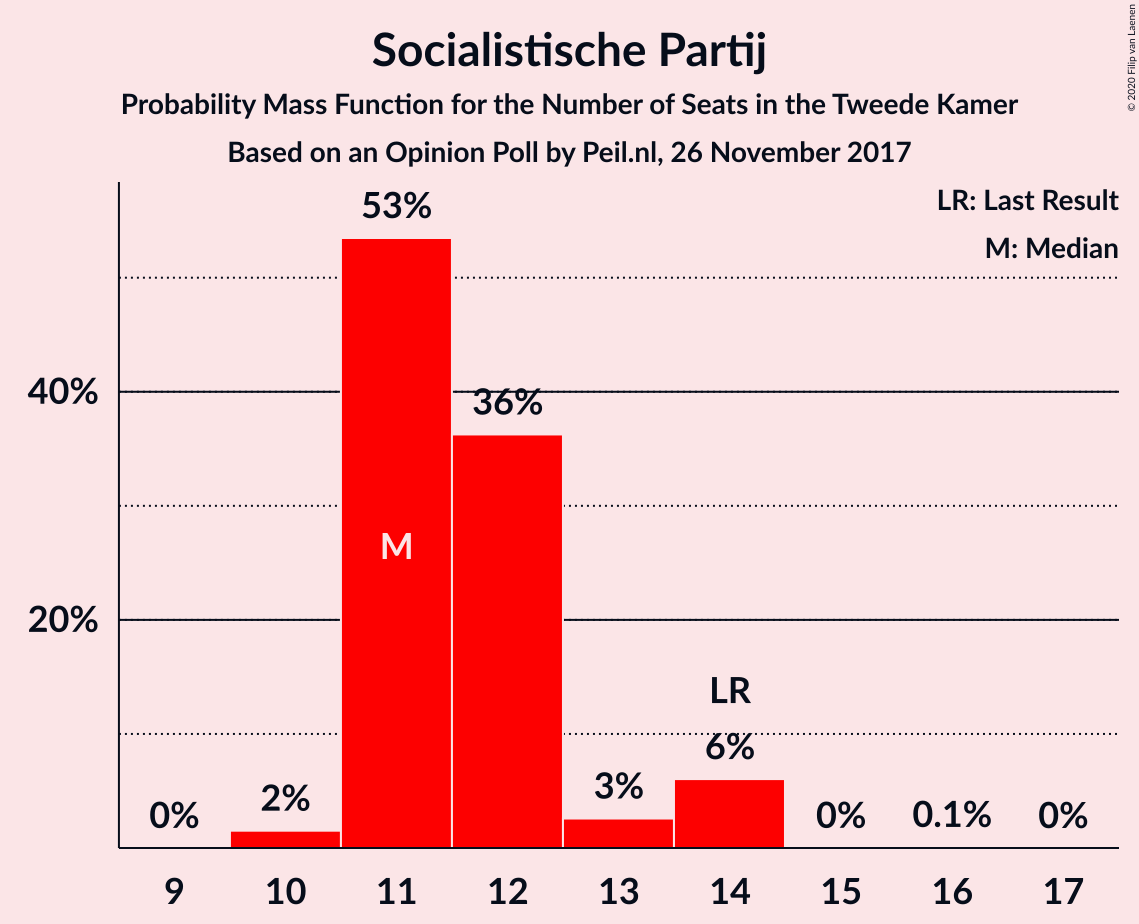 Socialistische Partij
Probability Mass Function for the Number of Seats in the Tweede Kamer
Based on an Opinion Poll by Peil.nl, 26 November 2017
© 2020 Filip van Laenen
LR: Last Result
M: Median
53%
40%
36%
M
20%
LR
6%
3%
2%
0%
0%
0.1%
0%
9 10 11 12 13 14 15 16 17